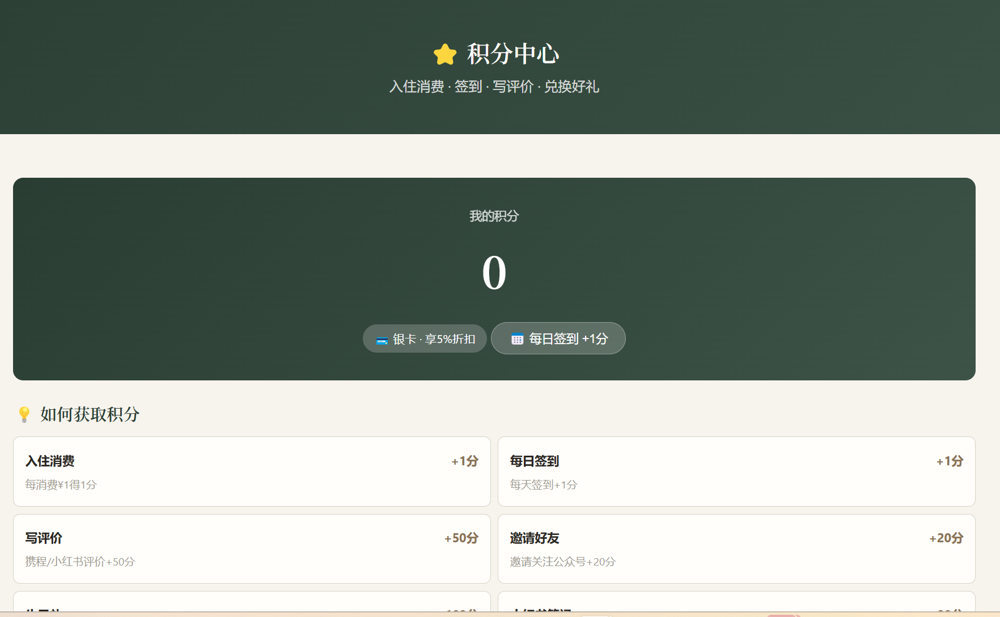 积分中心
入住消费 · 签到 · 写评价 · 兑换好礼
我的积分
0
银卡 · 享5%折扣
每日签到 +1分
如何获取积分
入住消费 +1分
每消费¥1得1分
每日签到 +1分
每天签到+1分
写评价 +50分
携程/小红书评价+50分
邀请好友 +20分
邀请关注公众号+20分